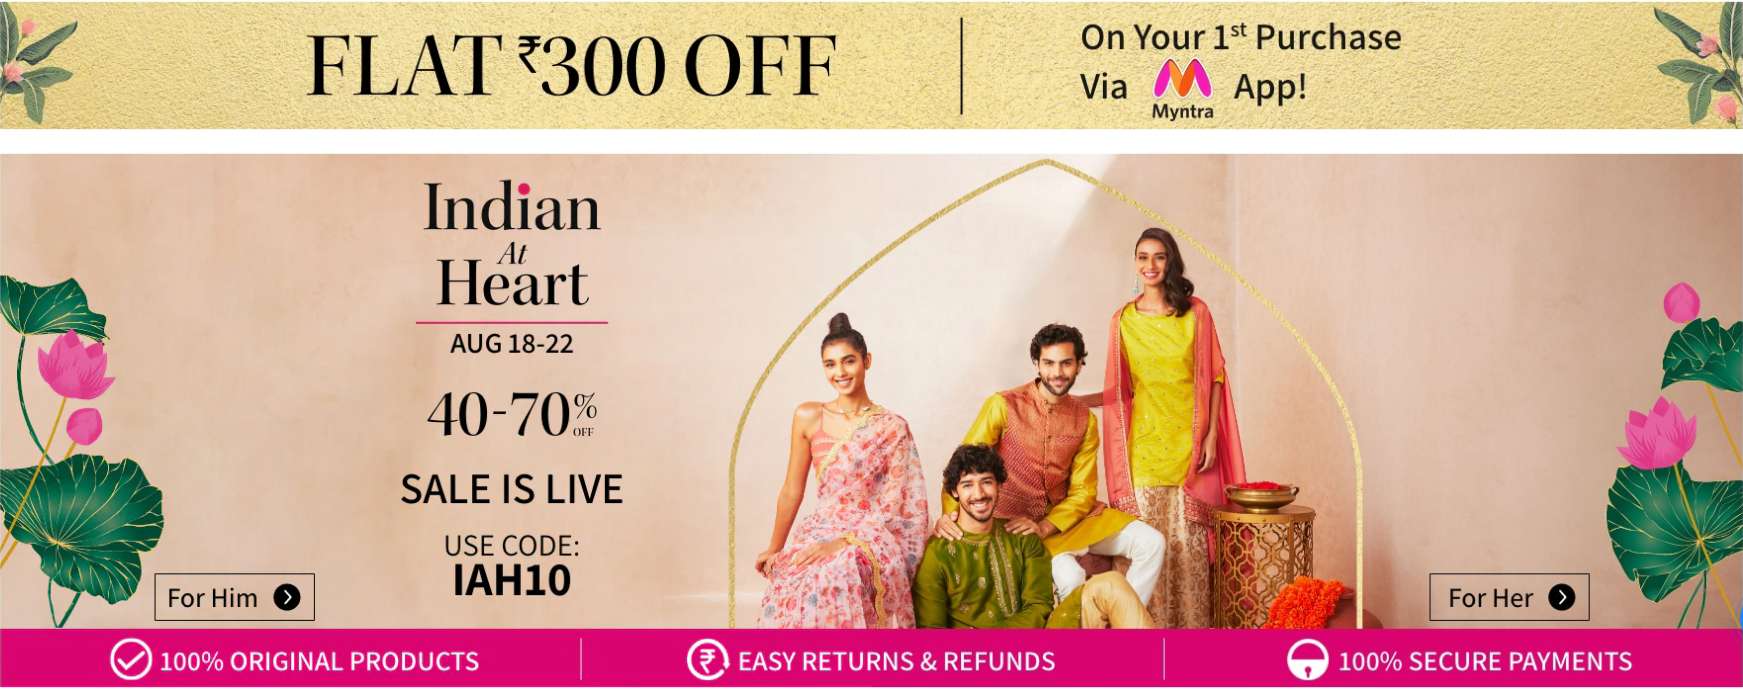 FLAT ₹300 OFF
On Your 1st Purchase
Via Myntra App!
Indian
At
Heart
AUG 18-22
40-70% OFF
SALE IS LIVE
USE CODE:
IAH10
For Him
For Her
100% ORIGINAL PRODUCTS
EASY RETURNS & REFUNDS
100% SECURE PAYMENTS